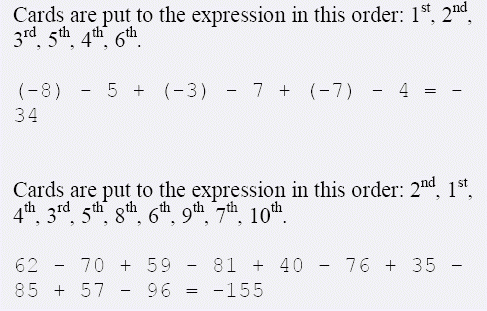 Cards are put to the expression in this order: 1st, 2nd,
3rd, 5th, 4th, 6th.
(-8) - 5 + (-3) - 7 + (-7) - 4 = -
34
Cards are put to the expression in this order: 2nd, 1st,
4th, 3rd, 5th, 8th, 6th, 9th, 7th, 10th.
62 - 70 + 59 - 81 + 40 - 76 + 35 -
85 + 57 - 96 = -155